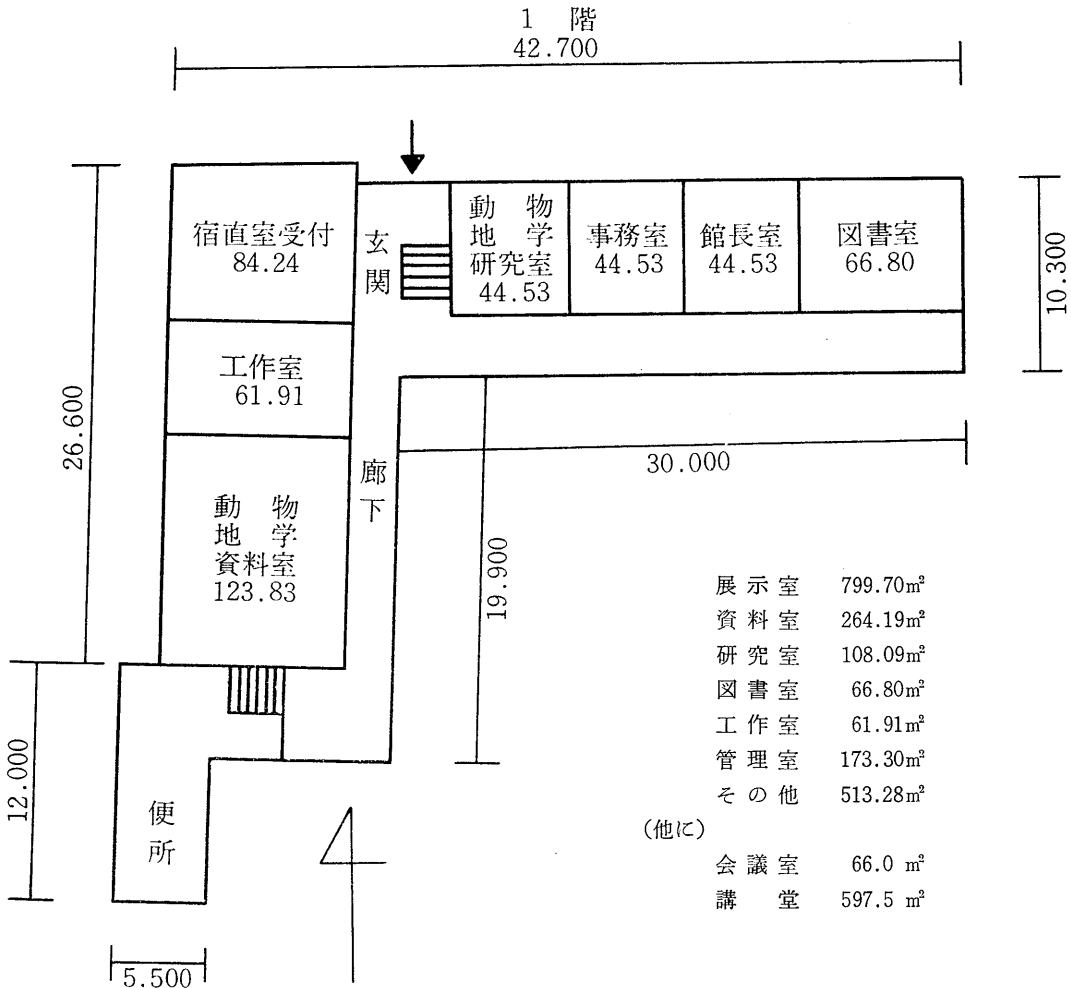 1 階
42.700
宿直室受付
84.24
玄
関
動 物
地 学
研究室
44.53
事務室
44.53
館長室
44.53
図書室
66.80
10.300
工作室
61.91
26.600
30.000
廊
下
動 物
地 学
資料室
123.83
19.900
展示室 799.70㎡
資料室 264.19㎡
研究室 108.09㎡
図書室 66.80㎡
工作室 61.91㎡
管理室 173.30㎡
その他 513.28㎡
(他に)
会議室 66.0 ㎡
講 堂 597.5 ㎡
12.000
便
所
5.500